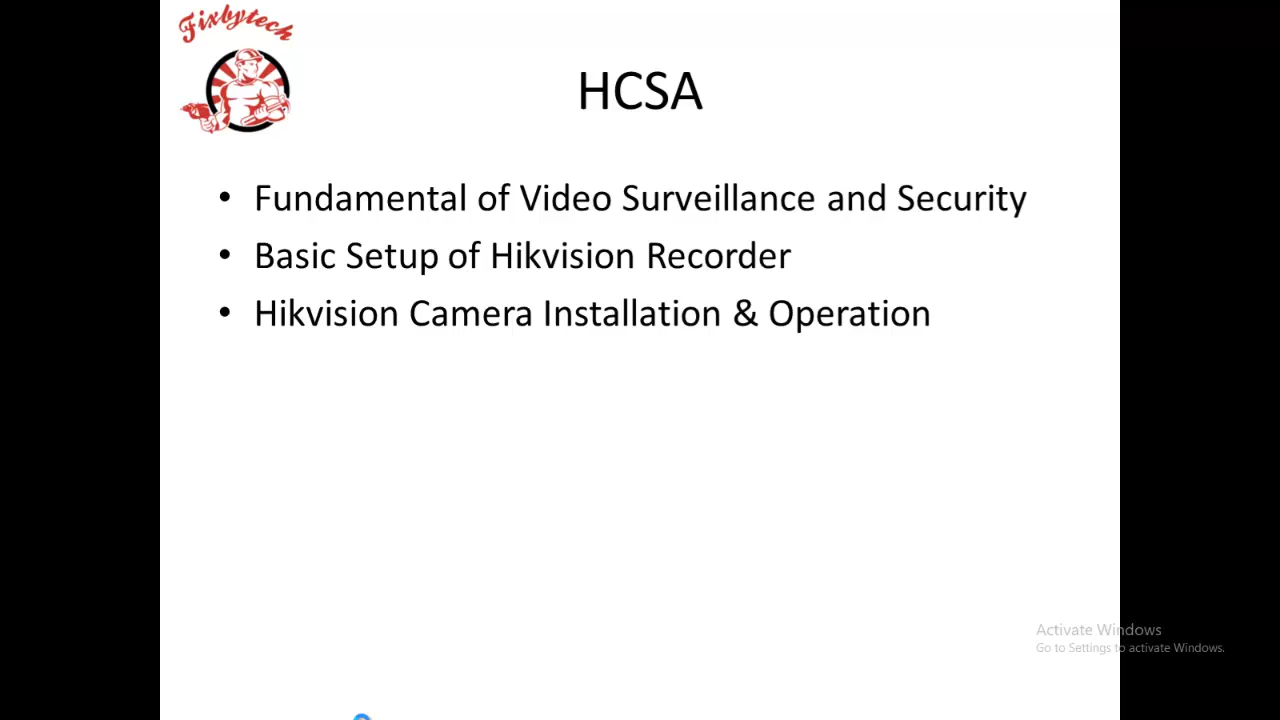 Fixbytech
HCSA
• Fundamental of Video Surveillance and Security
• Basic Setup of Hikvision Recorder
• Hikvision Camera Installation & Operation
Activate Windows
Go to Settings to activate Windows.